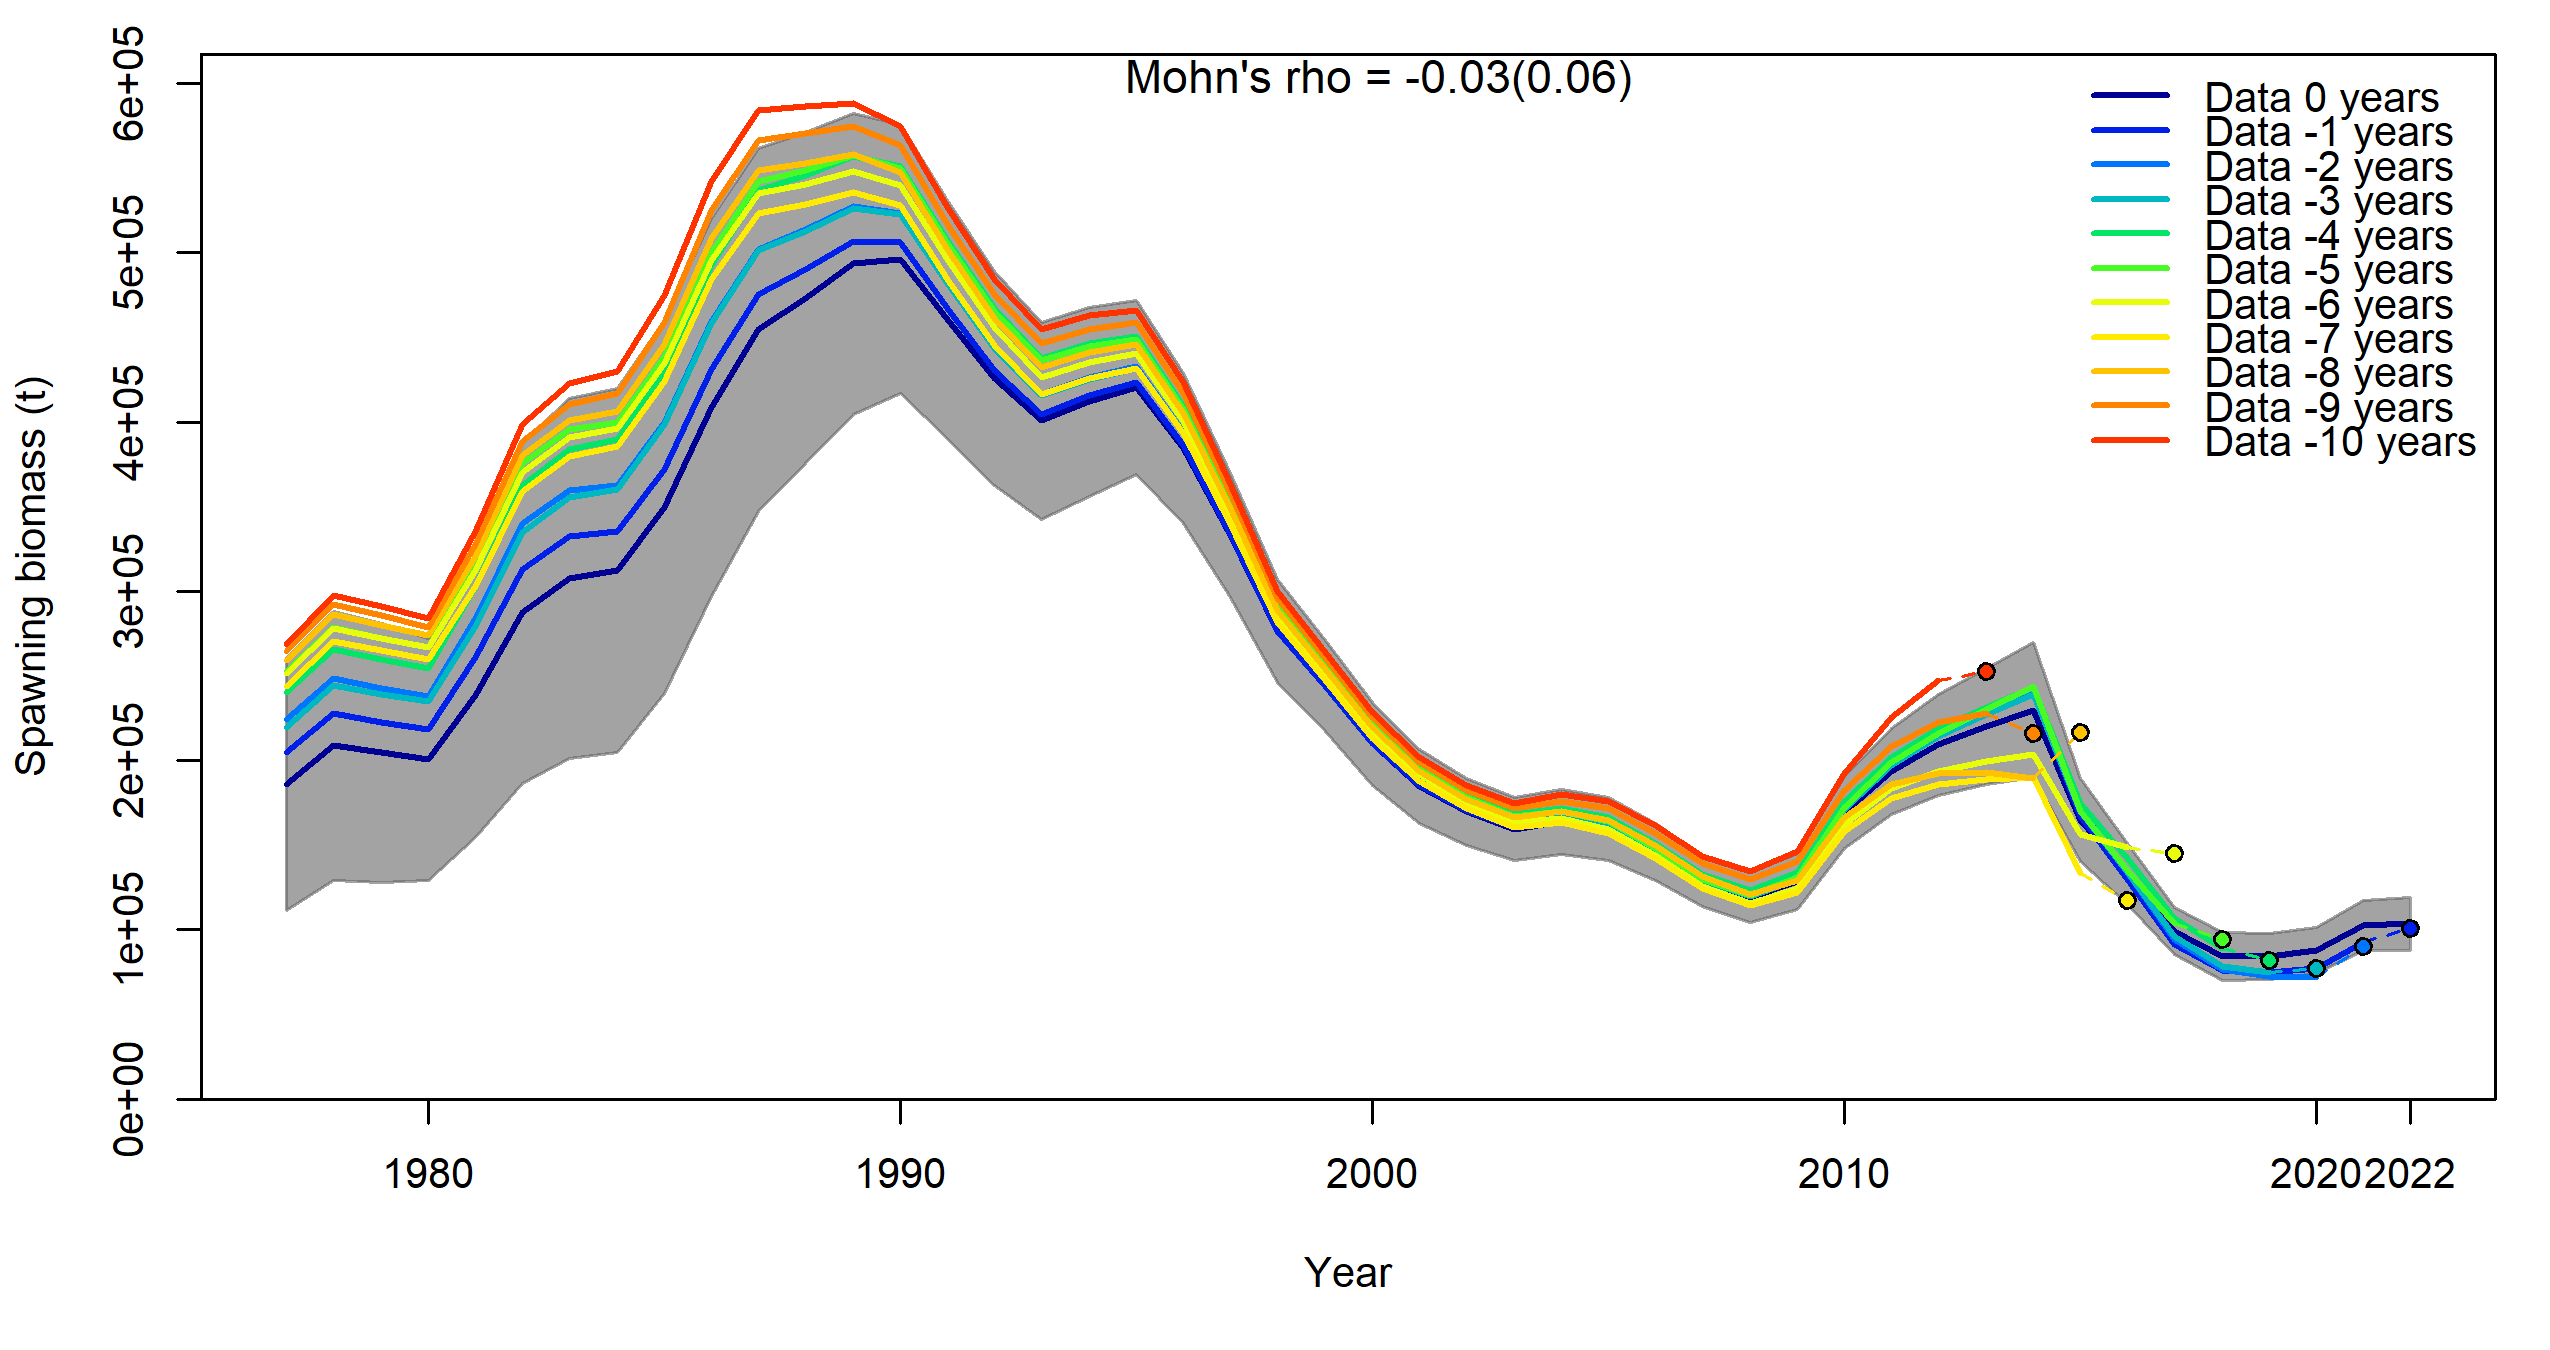 Mohn's rho = -0.03(0.06)
Data 0 years
Data -1 years
Data -2 years
Data -3 years
Data -4 years
Data -5 years
Data -6 years
Data -7 years
Data -8 years
Data -9 years
Data -10 years
Spawning biomass (t)
6e+05
5e+05
4e+05
3e+05
2e+05
1e+05
0e+00
1980 1990 2000 2010 2020 2022
Year